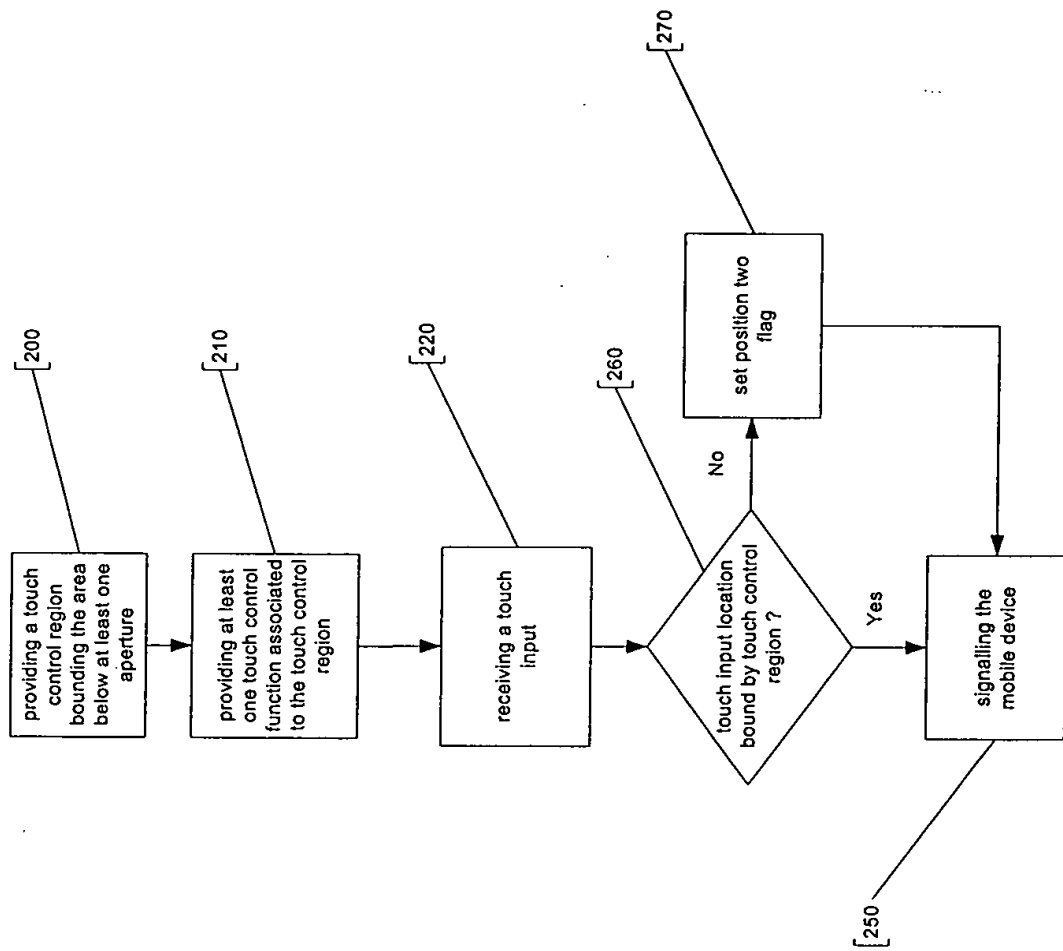 providing a touch
control region
bounding the area
below at least one
aperture
[200
providing at least
one touch control
function associated
to the touch control
region
[210
receiving a touch
input
[220
touch input location
bound by touch control
region ?
[260
No
set position two
flag
[270
Yes
signalling the
mobile device
[250